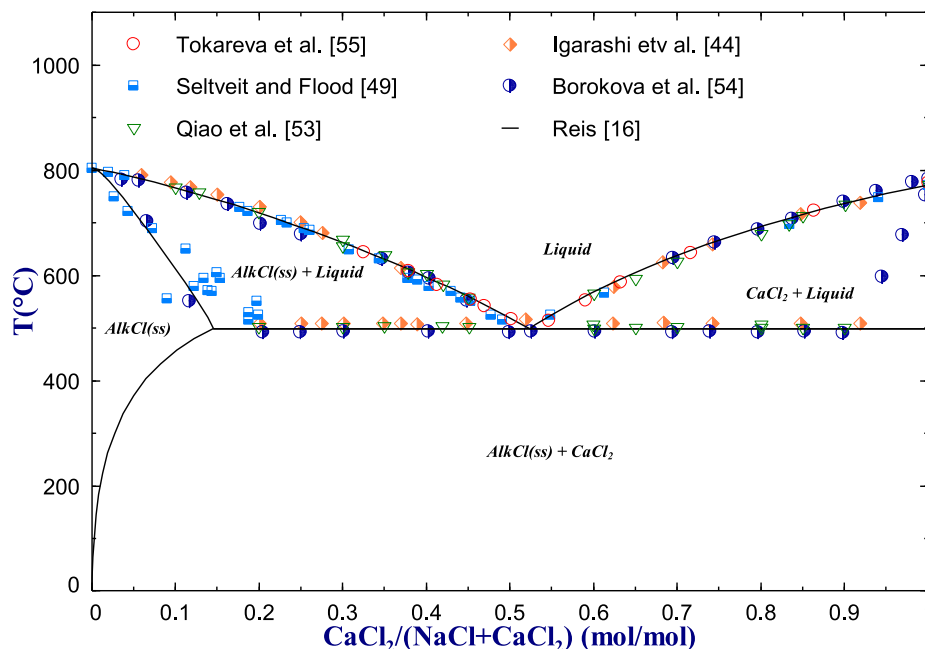 1000
Tokareva et al. [55]
Igarashi etv al. [44]
Seltveit and Flood [49]
Borokova et al. [54]
Qiao et al. [53]
Reis [16]
800
Liquid
AlkCl(ss) + Liquid
600
CaCl₂ + Liquid
AlkCl(ss)
T(°C)
400
AlkCl(ss) + CaCl₂
200
0
0 0.1 0.2 0.3 0.4 0.5 0.6 0.7 0.8 0.9
CaCl₂/(NaCl+CaCl₂) (mol/mol)